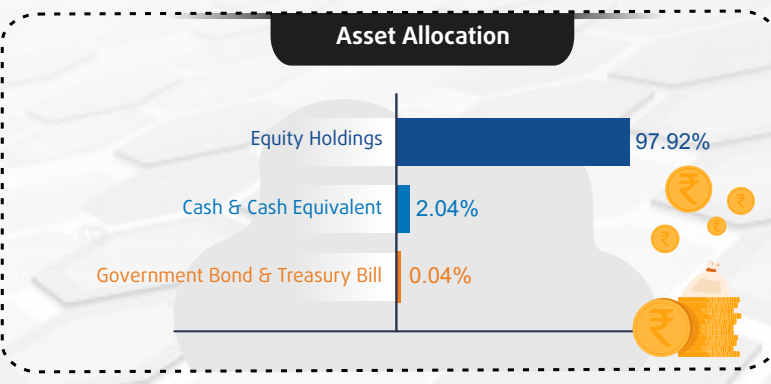 Asset Allocation
Equity Holdings 97.92%
Cash & Cash Equivalent 2.04%
Government Bond & Treasury Bill 0.04%
₹
₹
₹
₹
₹